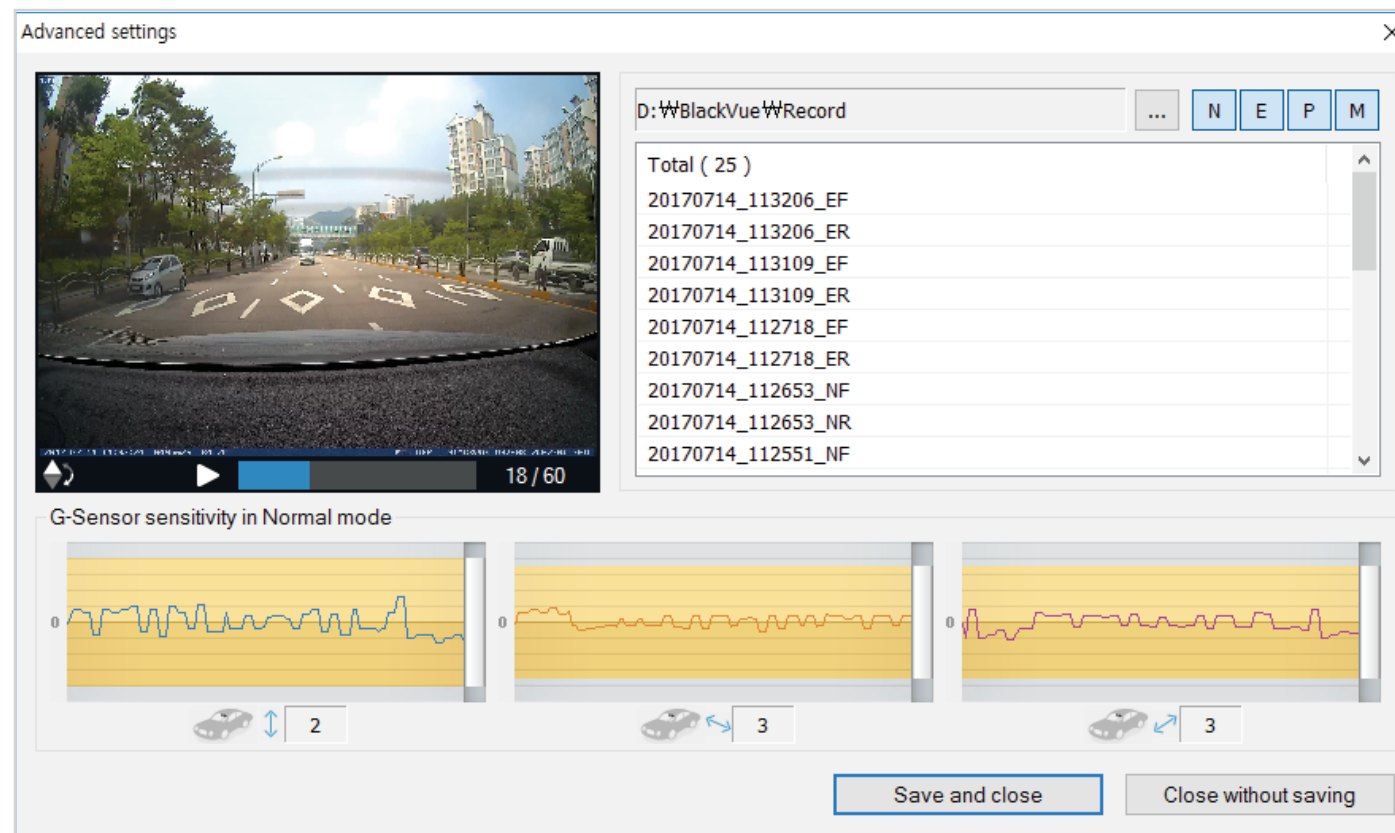 Advanced settings
D:₩BlackVue₩Record
...
N E P M
Total ( 25 )
20170714_113206_EF
20170714_113206_ER
20170714_113109_EF
20170714_113109_ER
20170714_112718_EF
20170714_112718_ER
20170714_112653_NF
20170714_112653_NR
20170714_112551_NF
18 / 60
G-Sensor sensitivity in Normal mode
0 0 0
2 3 3
Save and close Close without saving